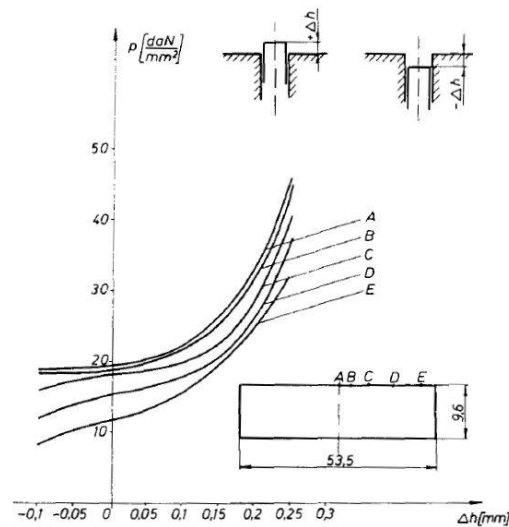 p [daN/mm²]
+Δh
-Δh
50
40
30
20
10
A
B
C
D
E
A B C D E
9,6
53,5
-0,1 -0,05 0 0,05 0,1 0,15 0,2 0,25 0,3 Δh[mm]